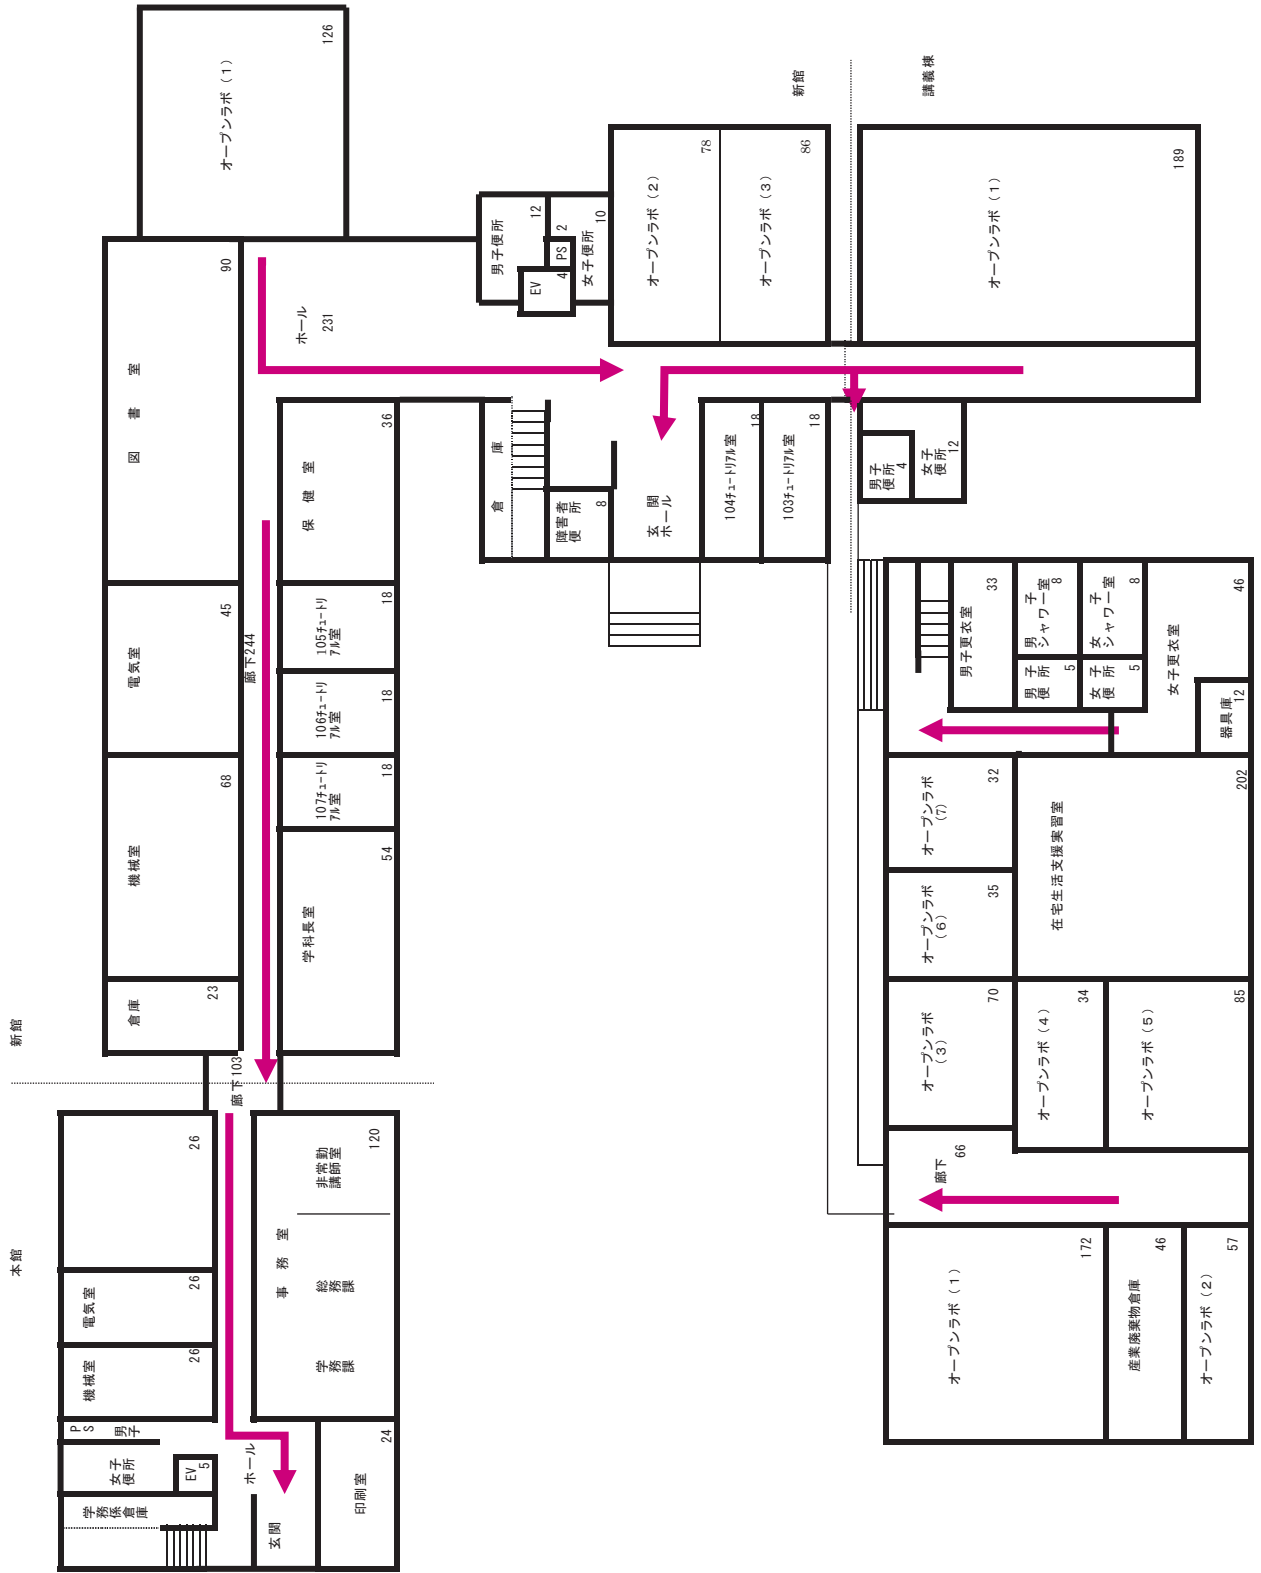 本館
新館
電気室
26
機械室
26
26
PS
男子
女子
便所
EV
5
学務係倉庫
ホール
玄関
印刷室
24
事務室
学務課
総務課
非常勤
講師室
120
廊下103
倉庫
23
機械室
68
電気室
45
図書室
90
廊下244
学科長室
54
107チュートリ
アル室
18
106チュートリ
アル室
18
105チュートリ
アル室
18
保健室
36
オープンラボ(1)
126
ホール
231
男子便所
12
PS
2
EV
4
女子便所
10
倉庫
障害者
便所
8
玄関
ホール
オープンラボ(2)
78
オープンラボ(3)
86
104チュートリアル室
18
103チュートリアル室
18
新館
講義棟
オープンラボ(1)
189
男子
便所
4
女子
便所
12
男子更衣室
33
男子
シャワー室
8
女子
シャワー室
8
男子
便所
5
女子
便所
5
女子更衣室
46
器具庫
12
オープンラボ
(7)
32
オープンラボ
(6)
35
在宅生活支援実習室
202
オープンラボ
(3)
70
オープンラボ(4)
34
オープンラボ(5)
85
廊下
66
オープンラボ(1)
172
産業廃棄物倉庫
46
オープンラボ(2)
57